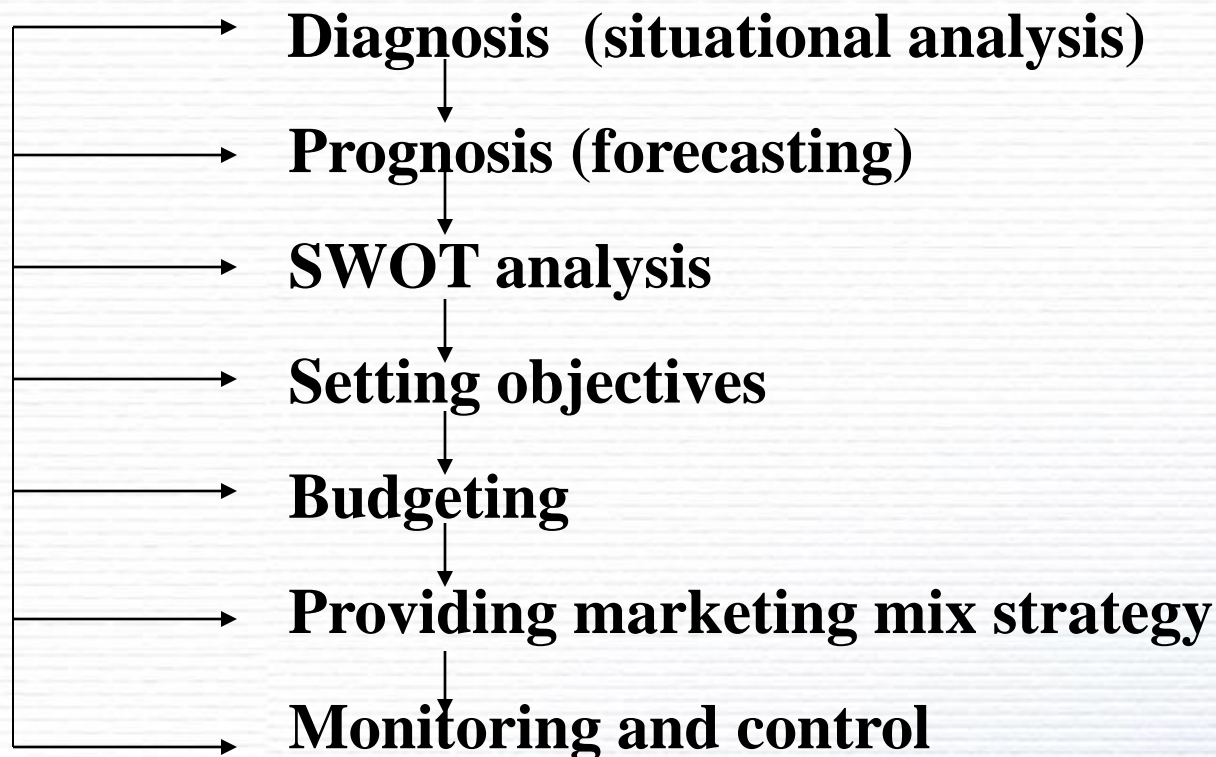 Diagnosis (situational analysis)
Prognosis (forecasting)
SWOT analysis
Setting objectives
Budgeting
Providing marketing mix strategy
Monitoring and control